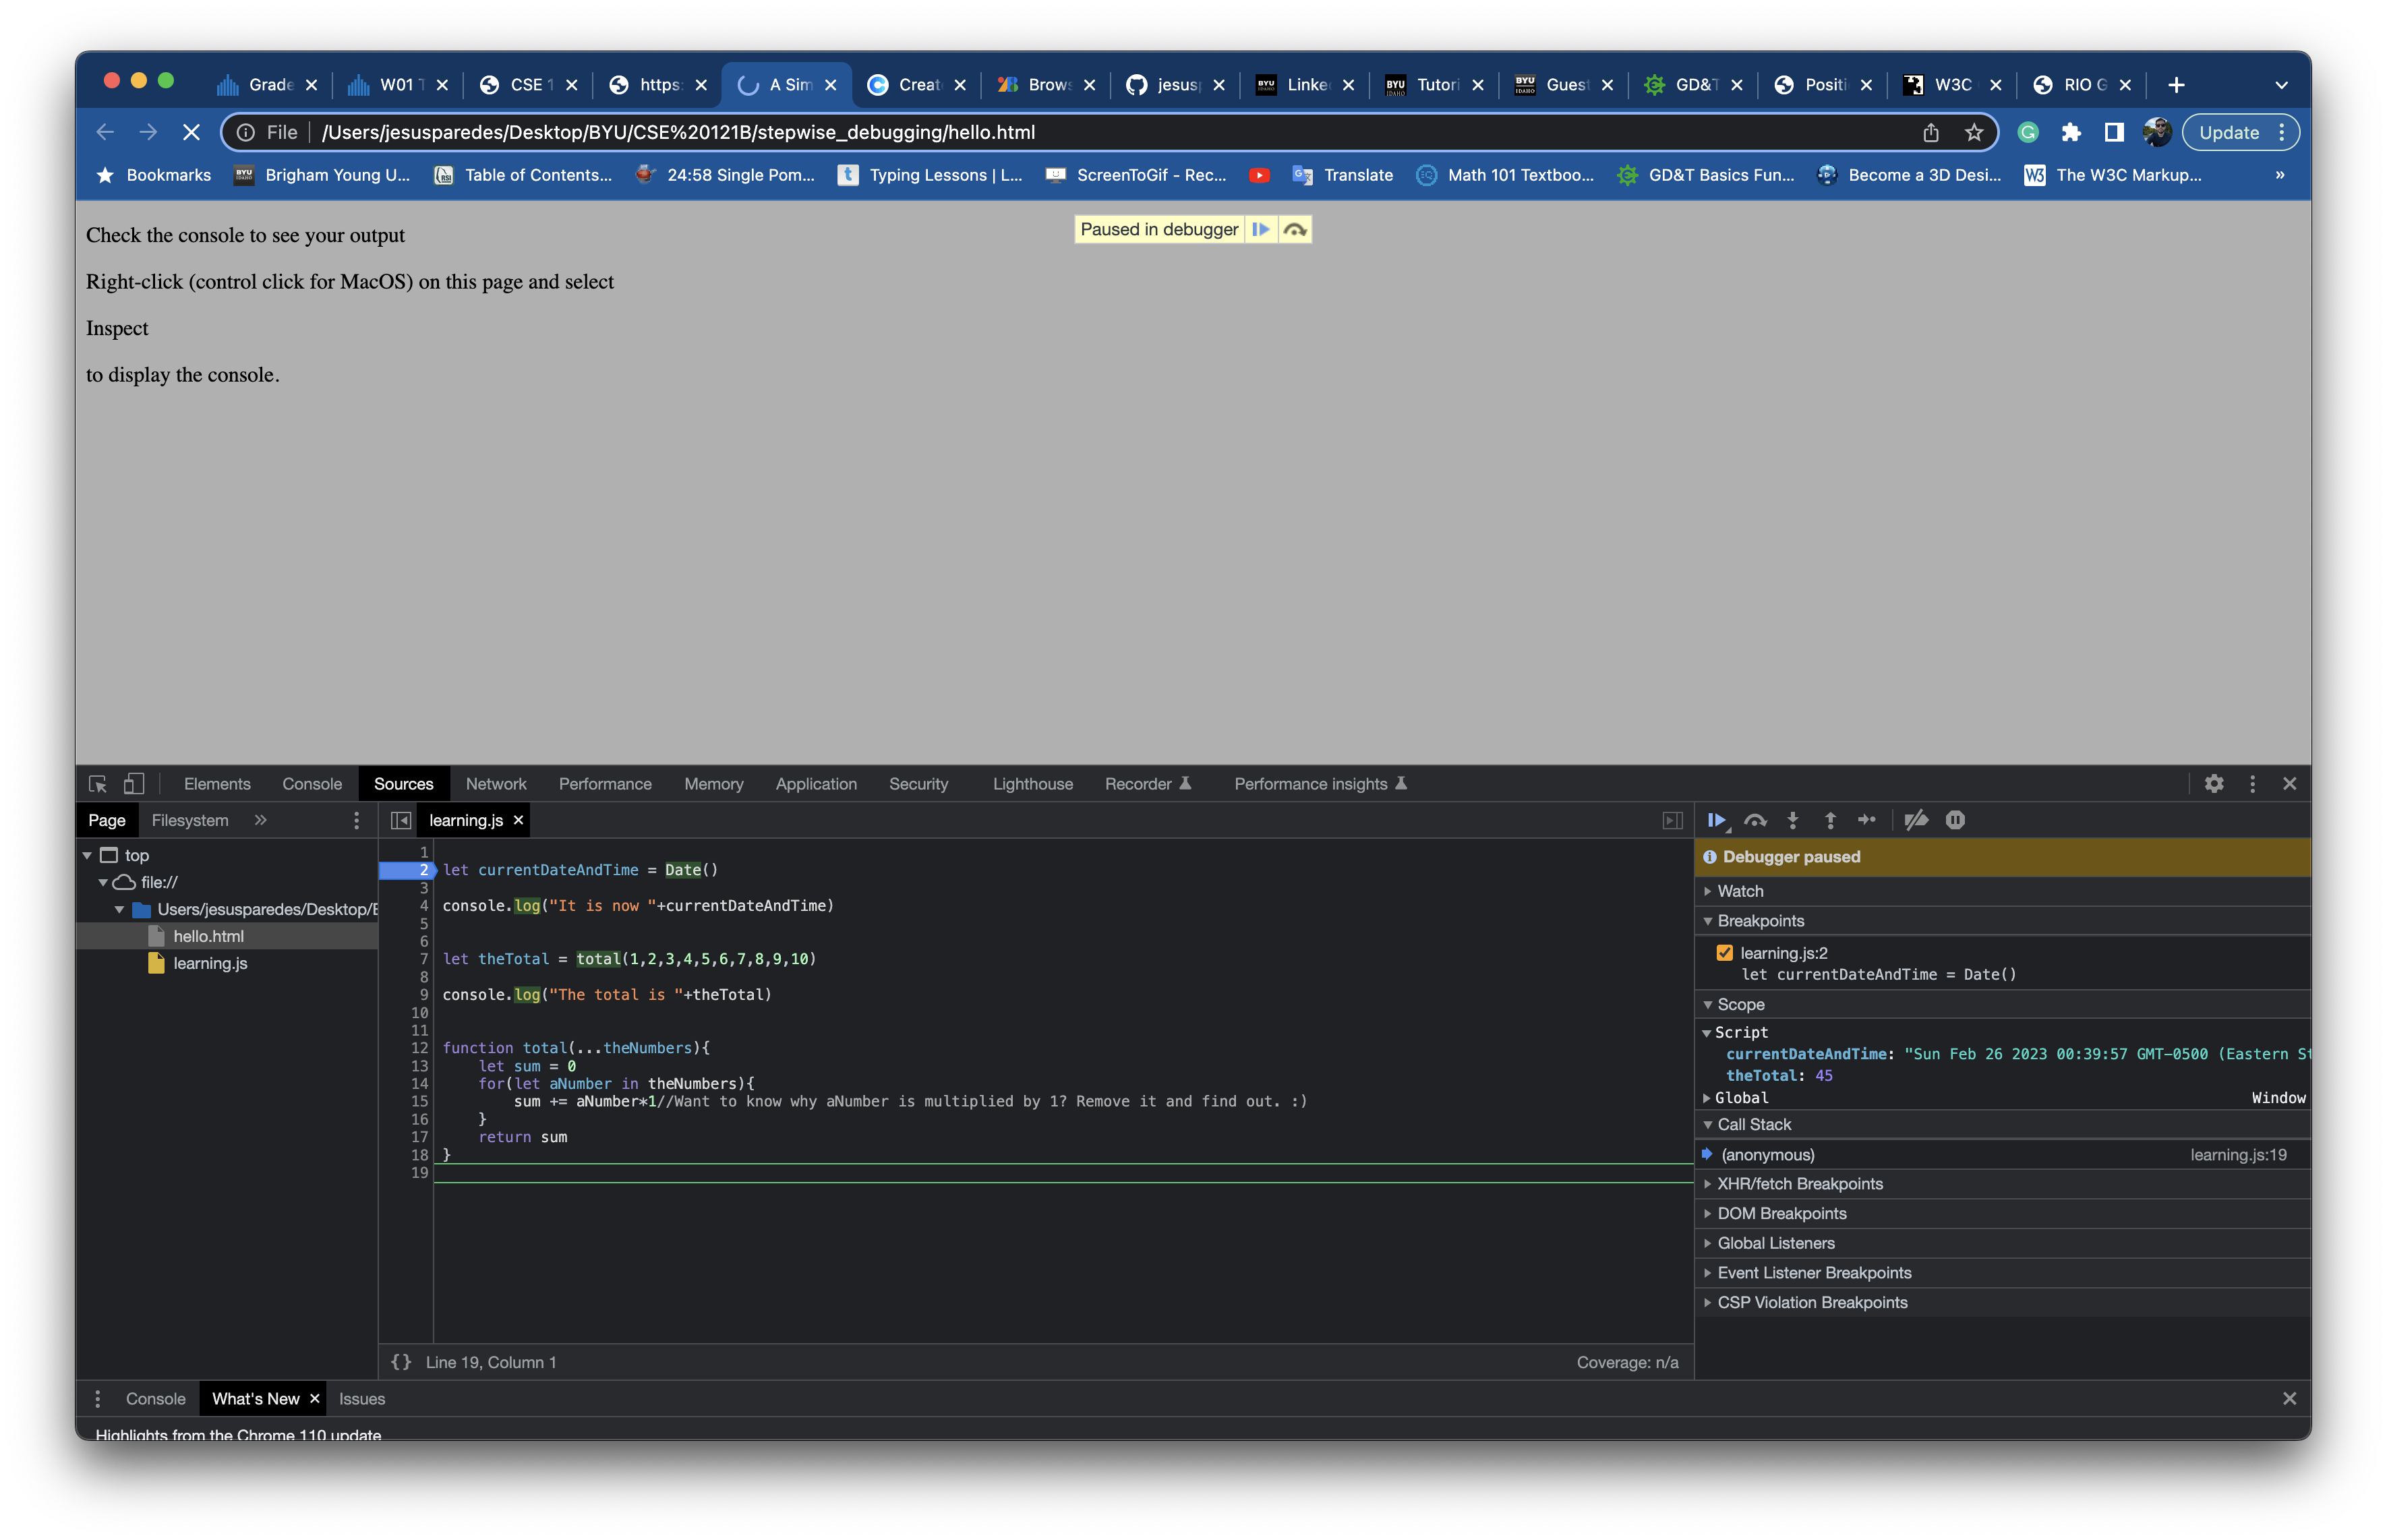 Grade W01 T CSE 1 https: A Sim Creat Brows jesus Linke Tutori Guest GD&T Positi W3C RIO G
File /Users/jesusparedes/Desktop/BYU/CSE%20121B/stepwise_debugging/hello.html Update
Bookmarks Brigham Young U... Table of Contents... 24:58 Single Pom... Typing Lessons | L... ScreenToGif - Rec... Translate Math 101 Textboo... GD&T Basics Fun... Become a 3D Desi... The W3C Markup... »
Paused in debugger
Check the console to see your output
Right-click (control click for MacOS) on this page and select
Inspect
to display the console.
Elements Console Sources Network Performance Memory Application Security Lighthouse Recorder Performance insights
Page Filesystem »
top
file://
Users/jesusparedes/Desktop/B
hello.html
learning.js
learning.js
1
2 let currentDateAndTime = Date()
3
4 console.log("It is now "+currentDateAndTime)
5
6
7 let theTotal = total(1,2,3,4,5,6,7,8,9,10)
8
9 console.log("The total is "+theTotal)
10
11
12 function total(...theNumbers){
13 let sum = 0
14 for(let aNumber in theNumbers){
15 sum += aNumber*1//Want to know why aNumber is multiplied by 1? Remove it and find out. :)
16 }
17 return sum
18 }
19
{} Line 19, Column 1 Coverage: n/a
Debugger paused
Watch
Breakpoints
learning.js:2
let currentDateAndTime = Date()
Scope
Script
currentDateAndTime: "Sun Feb 26 2023 00:39:57 GMT-0500 (Eastern St
theTotal: 45
Global Window
Call Stack
(anonymous) learning.js:19
XHR/fetch Breakpoints
DOM Breakpoints
Global Listeners
Event Listener Breakpoints
CSP Violation Breakpoints
Console What's New Issues
Highlights from the Chrome 110 update